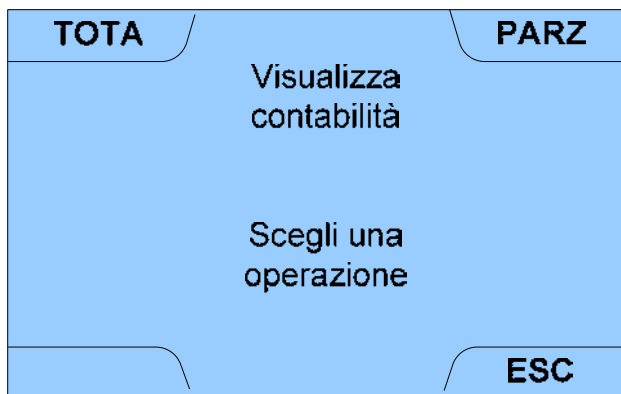 TOTA
PARZ
Visualizza
contabilità
Scegli una
operazione
ESC